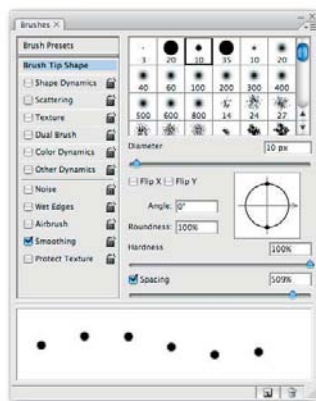 Brushes ×
Brush Presets
Brush Tip Shape
Shape Dynamics
Scattering
Texture
Dual Brush
Color Dynamics
Other Dynamics
Noise
Wet Edges
Airbrush
Smoothing
Protect Texture
3 20 10 35 10 20
40 60 100 200 300 400
500 600 800 14 24 27
Diameter 10 px
Flip X Flip Y
Angle: 0°
Roundness: 100%
Hardness 100%
Spacing 509%